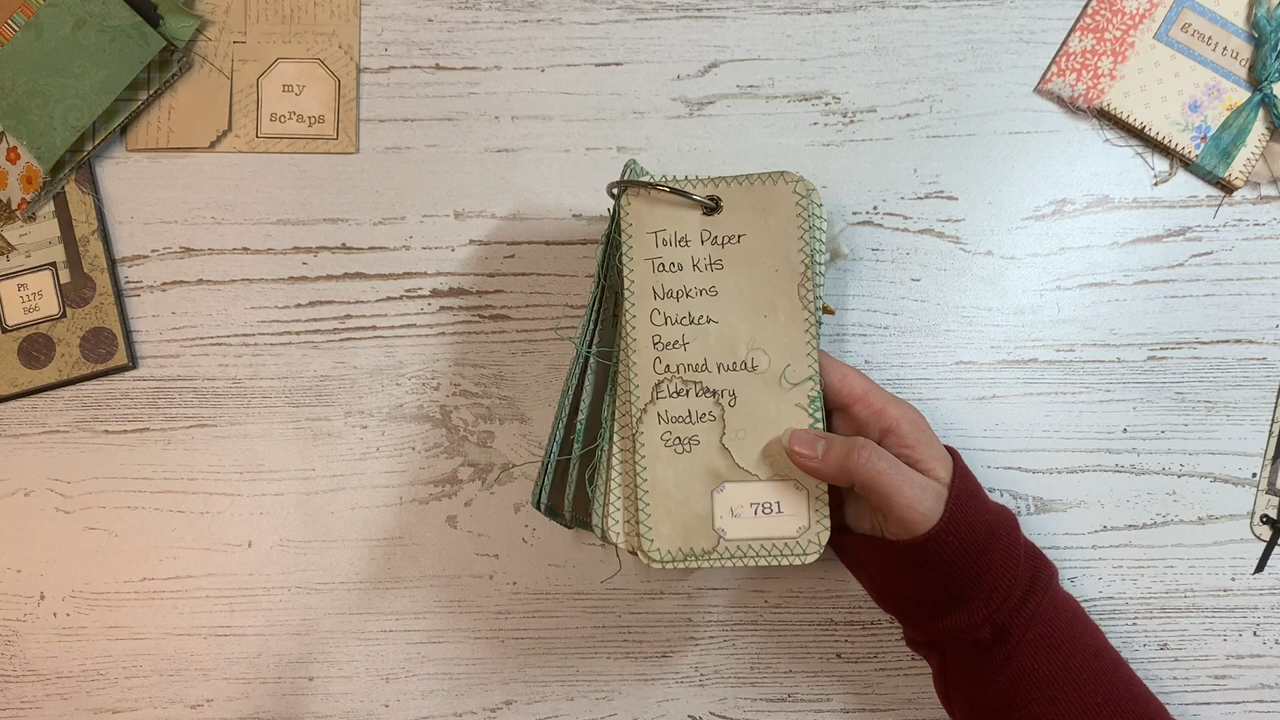 my
scraps
gratitud
PR
1175
B66
Toilet Paper
Taco Kits
Napkins
Chicken
Beef
Canned meat
Elderberry
Noodles
Eggs
No 781